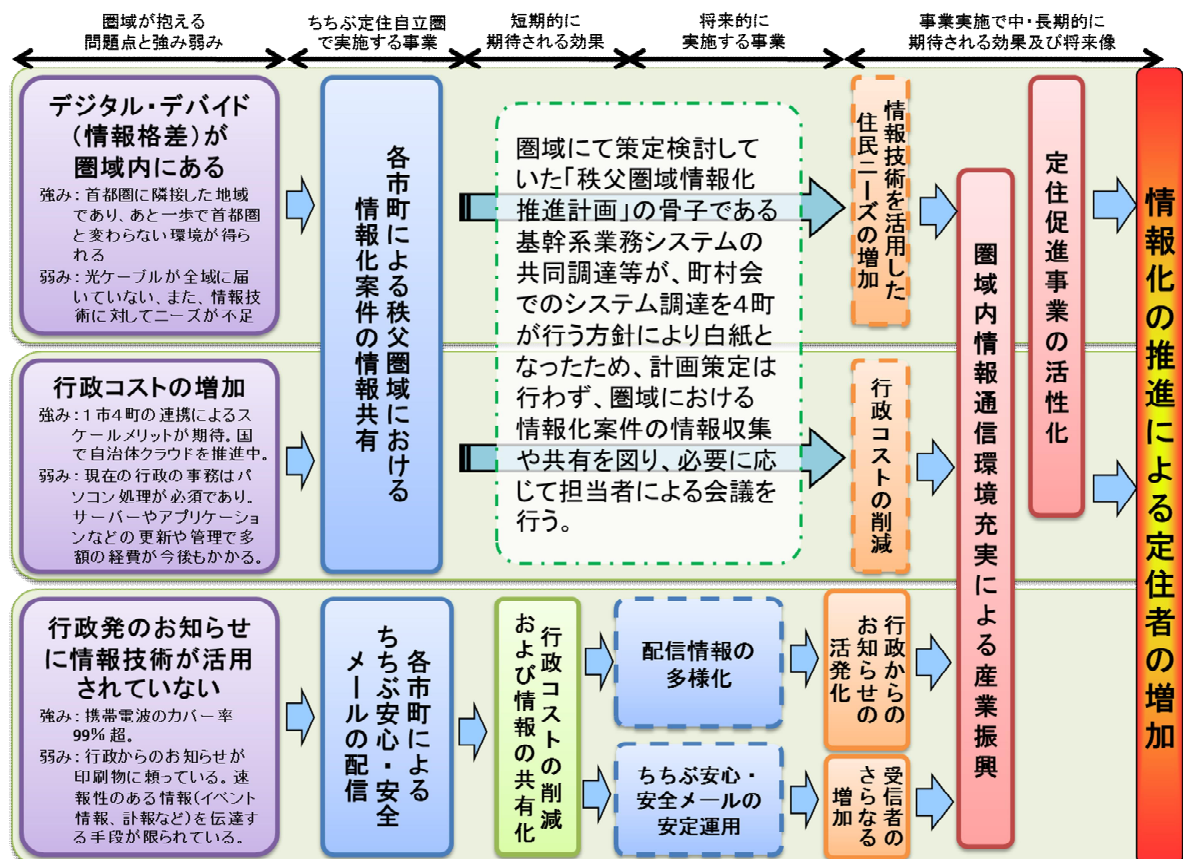 圏域が抱える
問題点と強み弱み
ちちぶ定住自立圏
で実施する事業
短期的に
期待される効果
将来的に
実施する事業
事業実施で中・長期的に
期待される効果及び将来像
デジタル・デバイド
(情報格差)が
圏域内にある
強み：首都圏に隣接した地域
であり、あと一歩で首都圏
と変わらない環境が得ら
れる
弱み：光ケーブルが全域に届
いていない、また、情報技
術に対してニーズが不足
行政コストの増加
強み：１市４町の連携によるス
ケールメリットが期待。国
で自治体クラウドを推進中。
弱み：現在の行政の事務はパ
ソコン処理が必須であり。
サーバーやアプリケーショ
ンなどの更新や管理で多
額の経費が今後もかかる。
各市町による秩父圏域における
情報化案件の情報共有
圏域にて策定検討して
いた「秩父圏域情報化
推進計画」の骨子である
基幹系業務システムの
共同調達等が、町村会
でのシステム調達を４町
が行う方針により白紙と
なったため、計画策定は
行わず、圏域における
情報化案件の情報収集
や共有を図り、必要に応
じて担当者による会議を
行う。
情報技術を活用した
住民ニーズの増加
行政コストの削減
行政発のお知らせ
に情報技術が活用
されていない
強み：携帯電波のカバー率
99％超。
弱み：行政からのお知らせが
印刷物に頼っている。速
報性のある情報(イベント
情報、訃報など)を伝達す
る手段が限られている。
各市町による
ちちぶ安心・安全
メールの配信
行政コストの削減
および情報の共有化
配信情報の
多様化
ちちぶ安心・
安全メールの
安定運用
行政からの
お知らせの
活発化
受信者の
さらなる
増加
圏域内情報通信環境充実による産業振興
定住促進事業の活性化
情報化の推進による定住者の増加